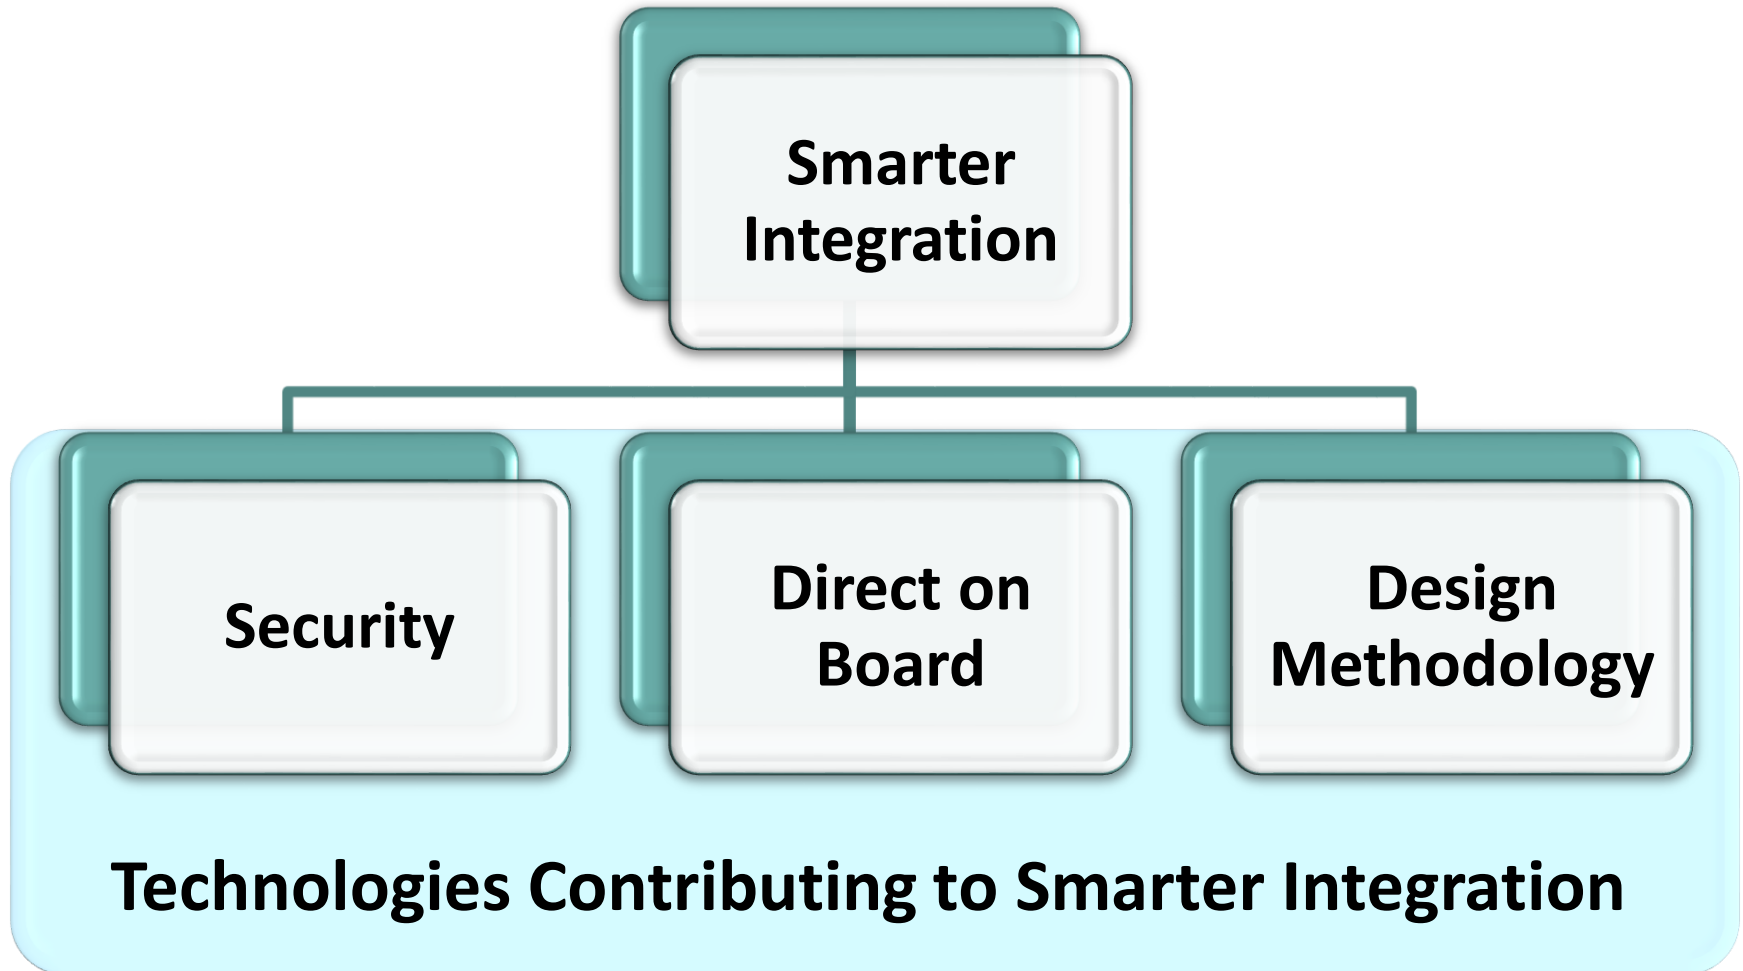 Smarter
Integration
Security
Direct on
Board
Design
Methodology
Technologies Contributing to Smarter Integration